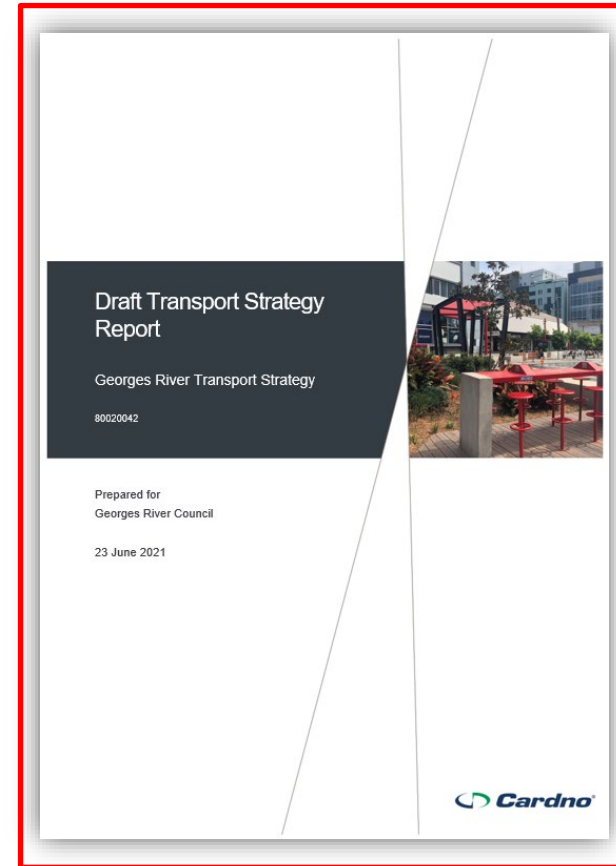 Draft Transport Strategy
Report
Georges River Transport Strategy
80020042
Prepared for
Georges River Council
23 June 2021
Cardno